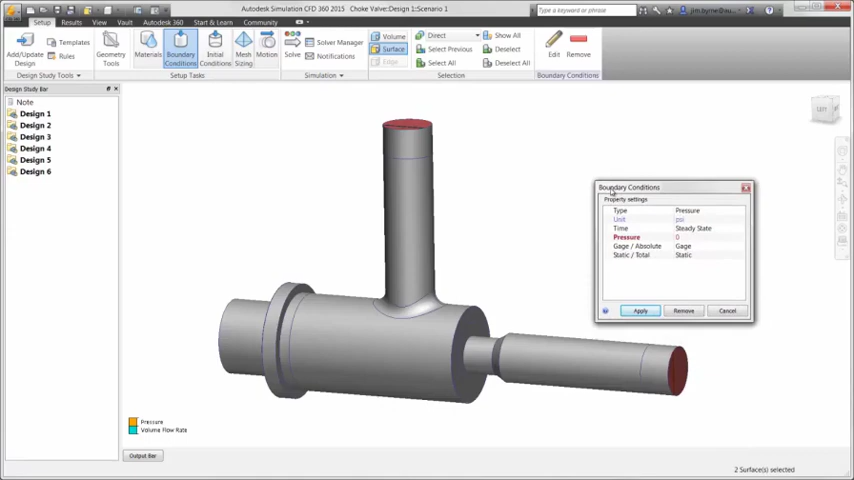 Autodesk Simulation CFD 360 2015 Choke Valve:Design 1:Scenario 1
Type a keyword or phrase
Setup Results Vault Autodesk 360 Start & Learn Community
Add/Update Design
Templates
Rules
Geometry Tools
Materials
Boundary Conditions
Initial Conditions
Mesh Sizing
Motion
Solve
Solver Manager
Notifications
Volume
Surface
Edge
Direct
Select Previous
Select All
Show All
Deselect
Deselect All
Edit
Remove
Design Study Tools
Setup Tasks
Simulation
Selection
Boundary Conditions
Design Study Bar
Note
Design 1
Design 2
Design 3
Design 4
Design 5
Design 6
LEFT
Boundary Conditions
Property settings
Type Pressure
Unit psi
Time Steady State
Pressure 0
Gage / Absolute Gage
Static / Total Static
Apply Remove Cancel
Pressure
Volume Flow Rate
Output Bar
2 Surface(s) selected